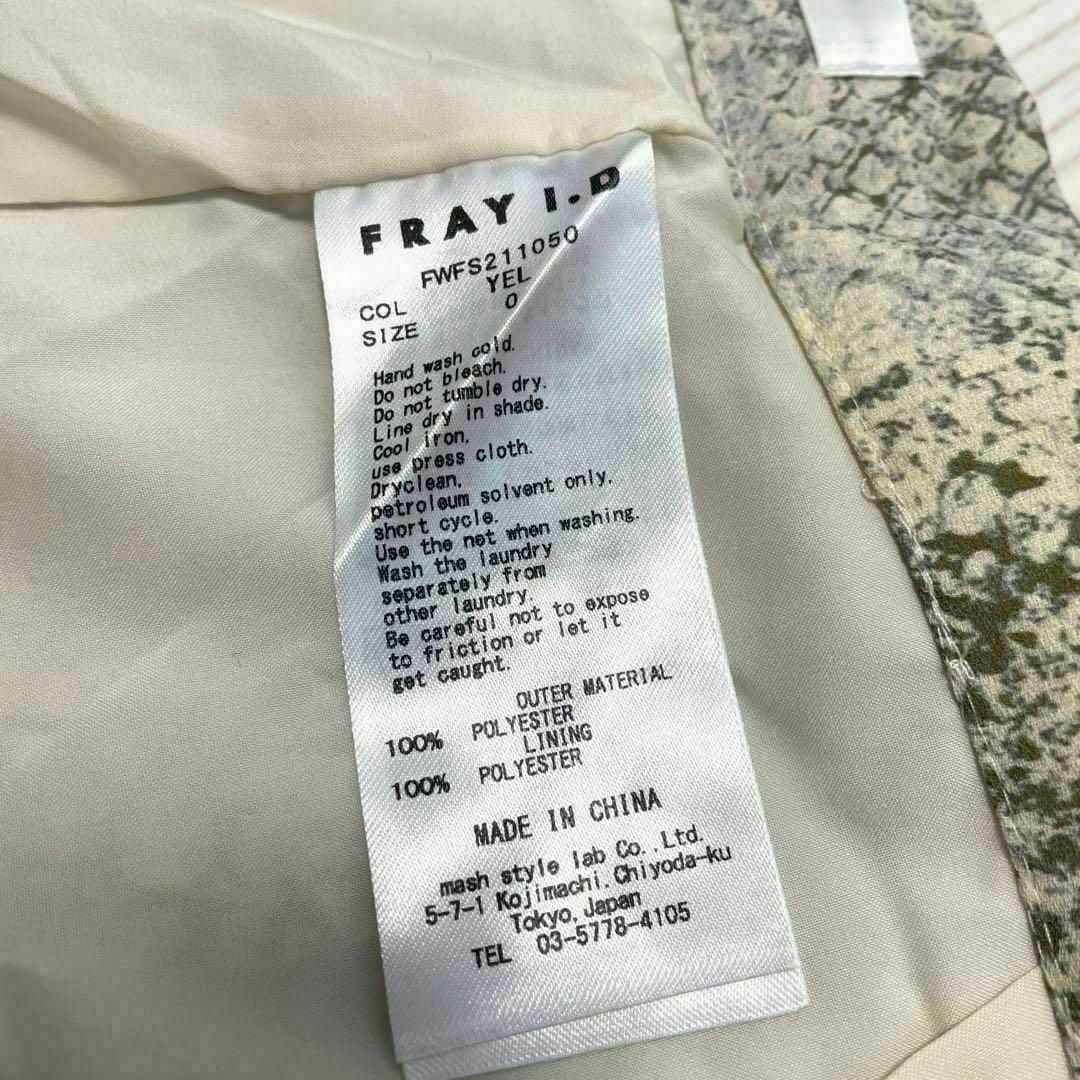 FRAY I.D
FWFS211050
COL YEL
SIZE 0
Hand wash cold.
Do not bleach.
Do not tumble dry.
Line dry in shade.
Cool iron,
use press cloth.
Dryclean,
petroleum solvent only,
short cycle.
Use the net when washing.
Wash the laundry
separately from
other laundry.
Be careful not to expose
to friction or let it
get caught.
OUTER MATERIAL
100% POLYESTER
LINING
100% POLYESTER
MADE IN CHINA
mash style lab Co.,Ltd.
5-7-1 Kojimachi,Chiyoda-ku
Tokyo,Japan
TEL 03-5778-4105